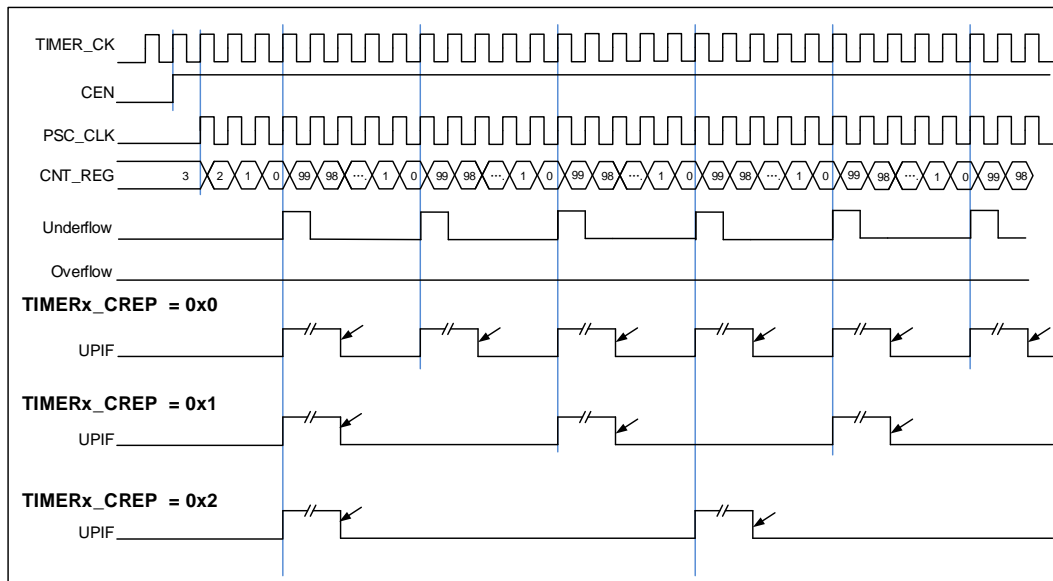 TIMER_CK
CEN
PSC_CLK
CNT_REG 3 2 1 0 99 98 .... 1 0 99 98 .... 1 0 99 98 .... 1 0 99 98 .... 1 0 99 98 .... 1 0 99 98
Underflow
Overflow
TIMERx_CREP = 0x0
UPIF
TIMERx_CREP = 0x1
UPIF
TIMERx_CREP = 0x2
UPIF